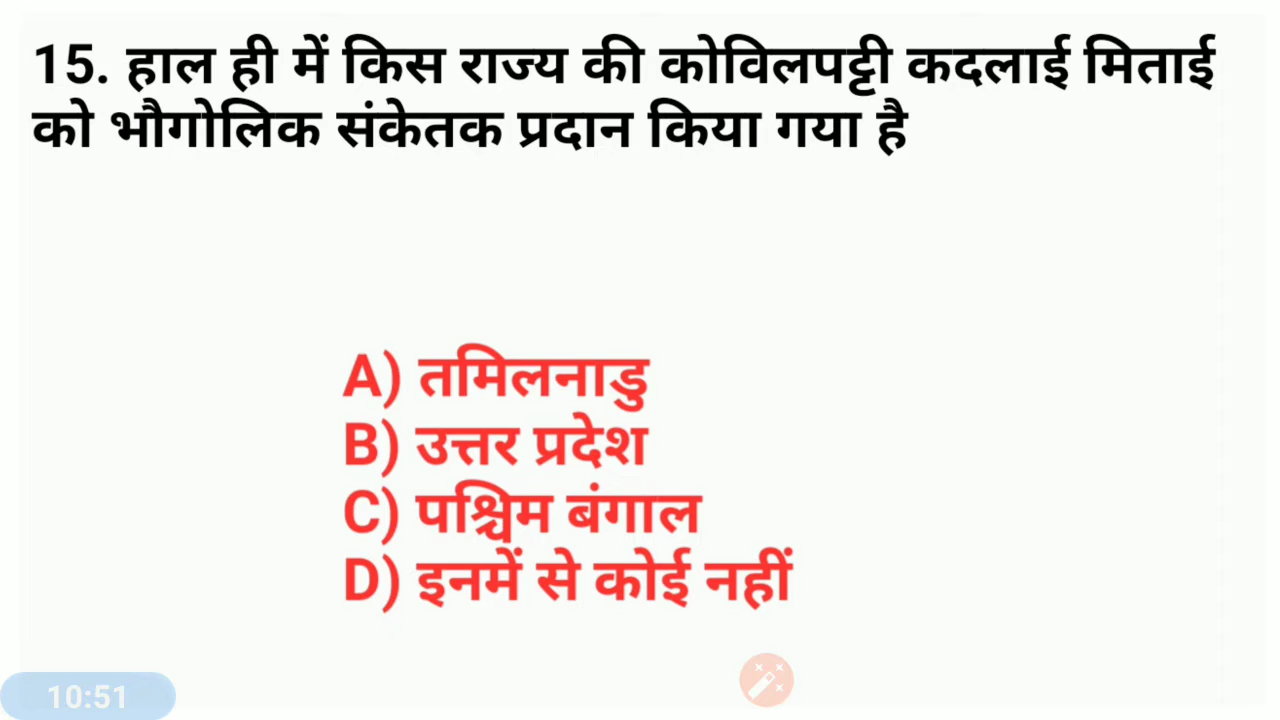 15. हाल ही में किस राज्य की कोविलपट्टी कदलाई मिताई
को भौगोलिक संकेतक प्रदान किया गया है
A) तमिलनाडु
B) उत्तर प्रदेश
C) पश्चिम बंगाल
D) इनमें से कोई नहीं
10:51